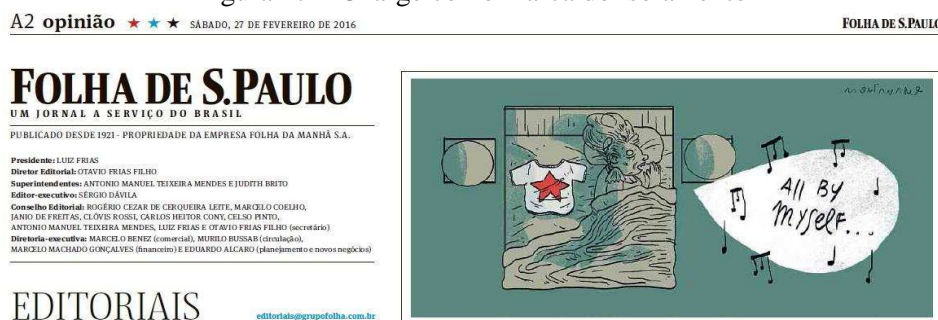 A2 opinião ★ ★ ★ SÁBADO, 27 DE FEVEREIRO DE 2016
FOLHA DE S.PAULO
FOLHA DE S.PAULO
UM JORNAL A SERVIÇO DO BRASIL
PUBLICADO DESDE 1921 - PROPRIEDADE DA EMPRESA FOLHA DA MANHÃ S.A.
Presidente: LUIZ FRIAS
Diretor Editorial: OTAVIO FRIAS FILHO
Superintendentes: ANTONIO MANUEL TEIXEIRA MENDES E JUDITH BRITO
Editor-executivo: SÉRGIO DÁVILA
Conselho Editorial: ROGÉRIO CEZAR DE CERQUEIRA LEITE, MARCELO COELHO,
JANIO DE FREITAS, CLÓVIS ROSSI, CARLOS HEITOR CONY, CELSO PINTO,
ANTONIO MANUEL TEIXEIRA MENDES, LUIZ FRIAS E OTAVIO FRIAS FILHO (secretário)
Diretoria-executiva: MARCELO BENEZ (comercial), MURILO BUSSAB (circulação),
MARCELO MACHADO GONÇALVES (financeiro) E EDUARDO ALCARO (planejamento e novos negócios)
EDITORIAIS
editoriais@grupofolha.com.br
All By
Myself...